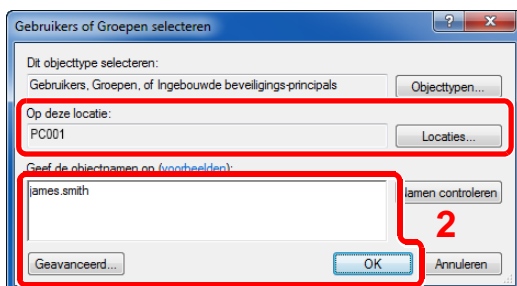 Gebruikers of Groepen selecteren
Dit objecttype selecteren:
Gebruikers, Groepen, of Ingebouwde beveiligings-principals
Objecttypen...
Op deze locatie:
PC001
Locaties...
Geef de objectnamen op (voorbeelden):
james.smith
Namen controleren
2
Geavanceerd...
OK
Annuleren